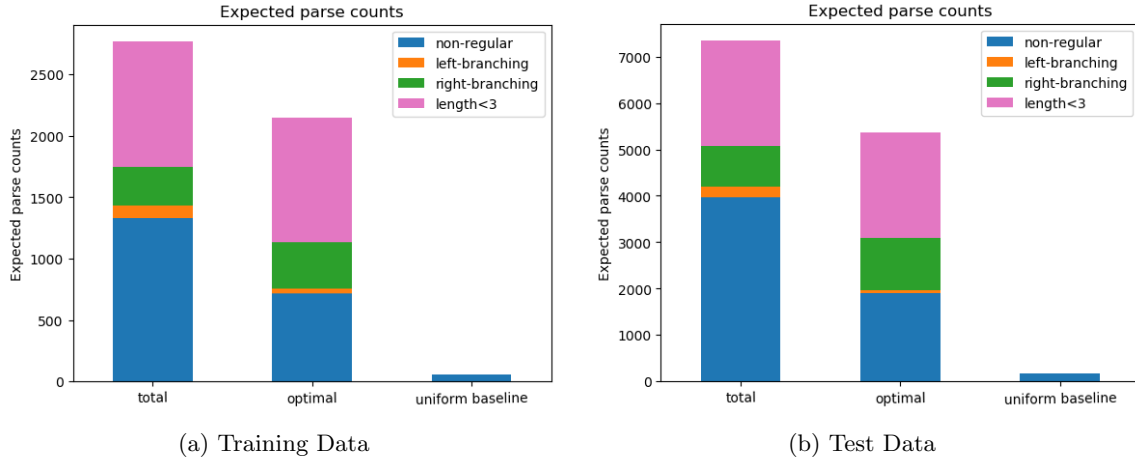 Expected parse counts
Expected parse counts
2500
2000
1500
1000
500
0
non-regular
left-branching
right-branching
length<3
total
optimal
uniform baseline
(a) Training Data
Expected parse counts
Expected parse counts
7000
6000
5000
4000
3000
2000
1000
0
non-regular
left-branching
right-branching
length<3
total
optimal
uniform baseline
(b) Test Data